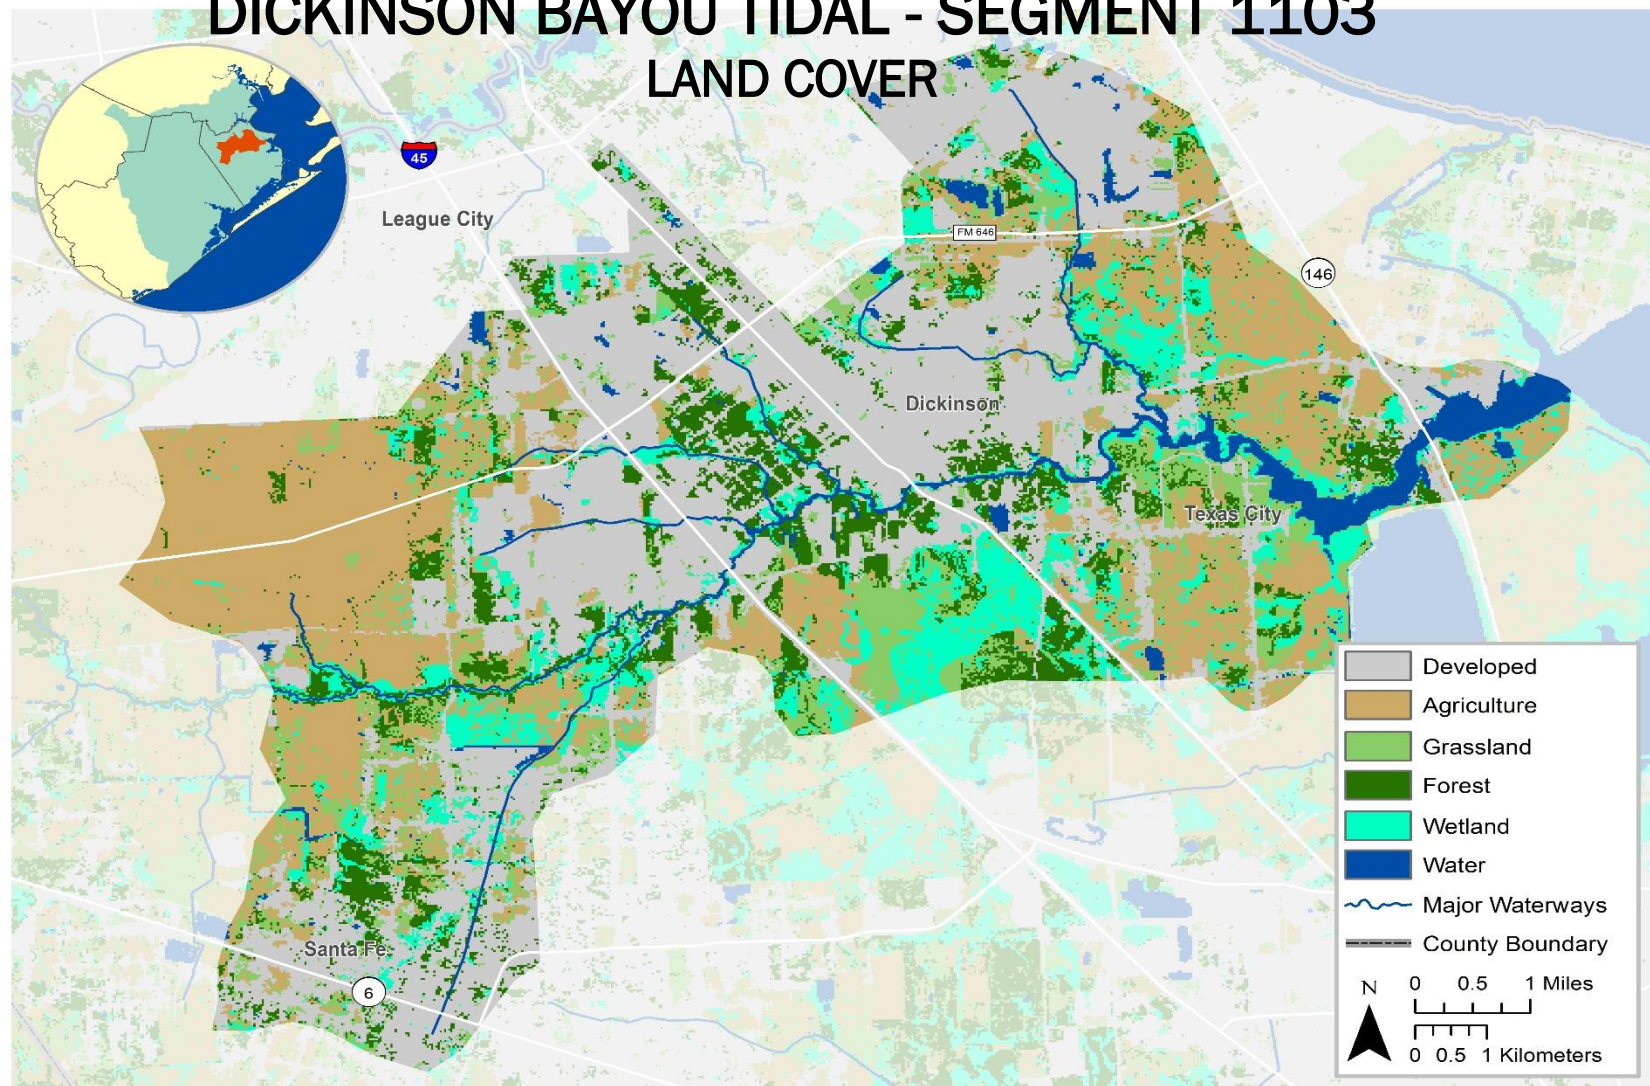 DICKINSON BAYOU TIDAL - SEGMENT 1103
LAND COVER
45
League City
FM 646
146
Dickinson
Texas City
Santa Fe
6
Developed
Agriculture
Grassland
Forest
Wetland
Water
Major Waterways
County Boundary
N
0 0.5 1 Miles
0 0.5 1 Kilometers